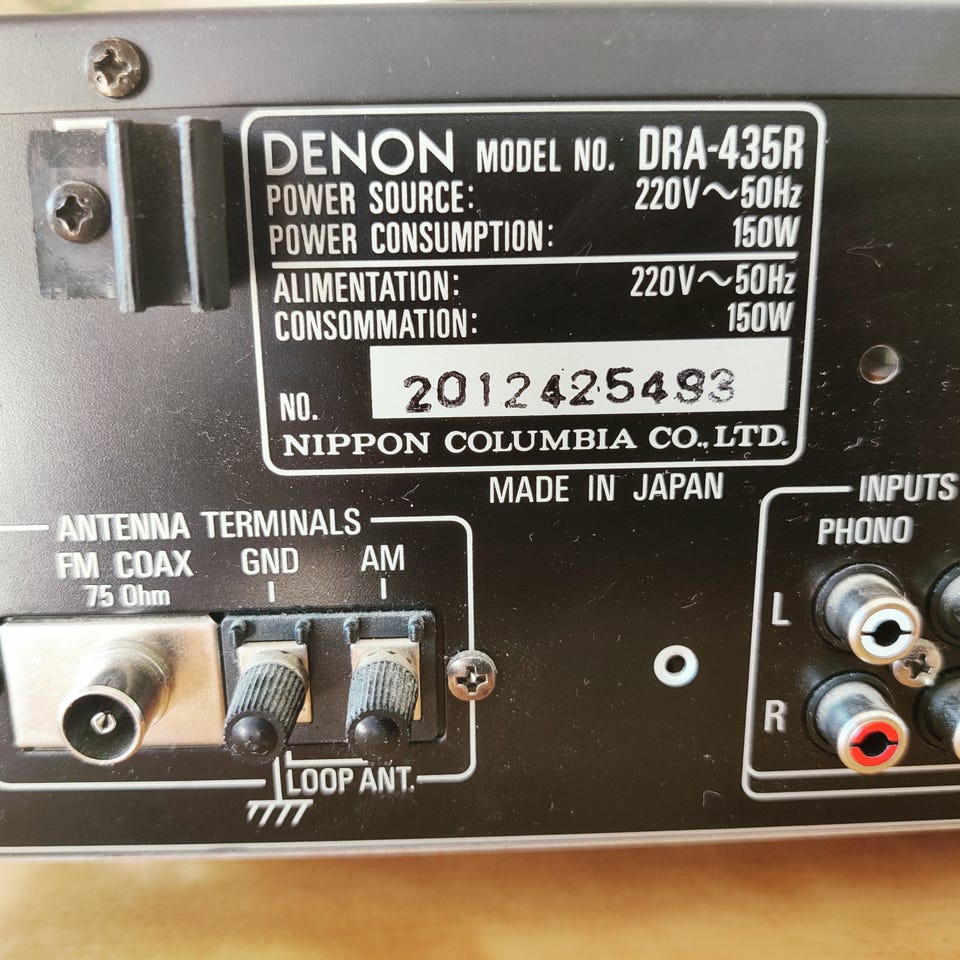 DENON MODEL NO. DRA-435R
POWER SOURCE: 220V～50Hz
POWER CONSUMPTION: 150W
ALIMENTATION: 220V～50Hz
CONSOMMATION: 150W
NO. 2012425493
NIPPON COLUMBIA CO., LTD.
MADE IN JAPAN
ANTENNA TERMINALS
FM COAX GND AM
75 Ohm
LOOP ANT.
INPUTS
PHONO
L
R